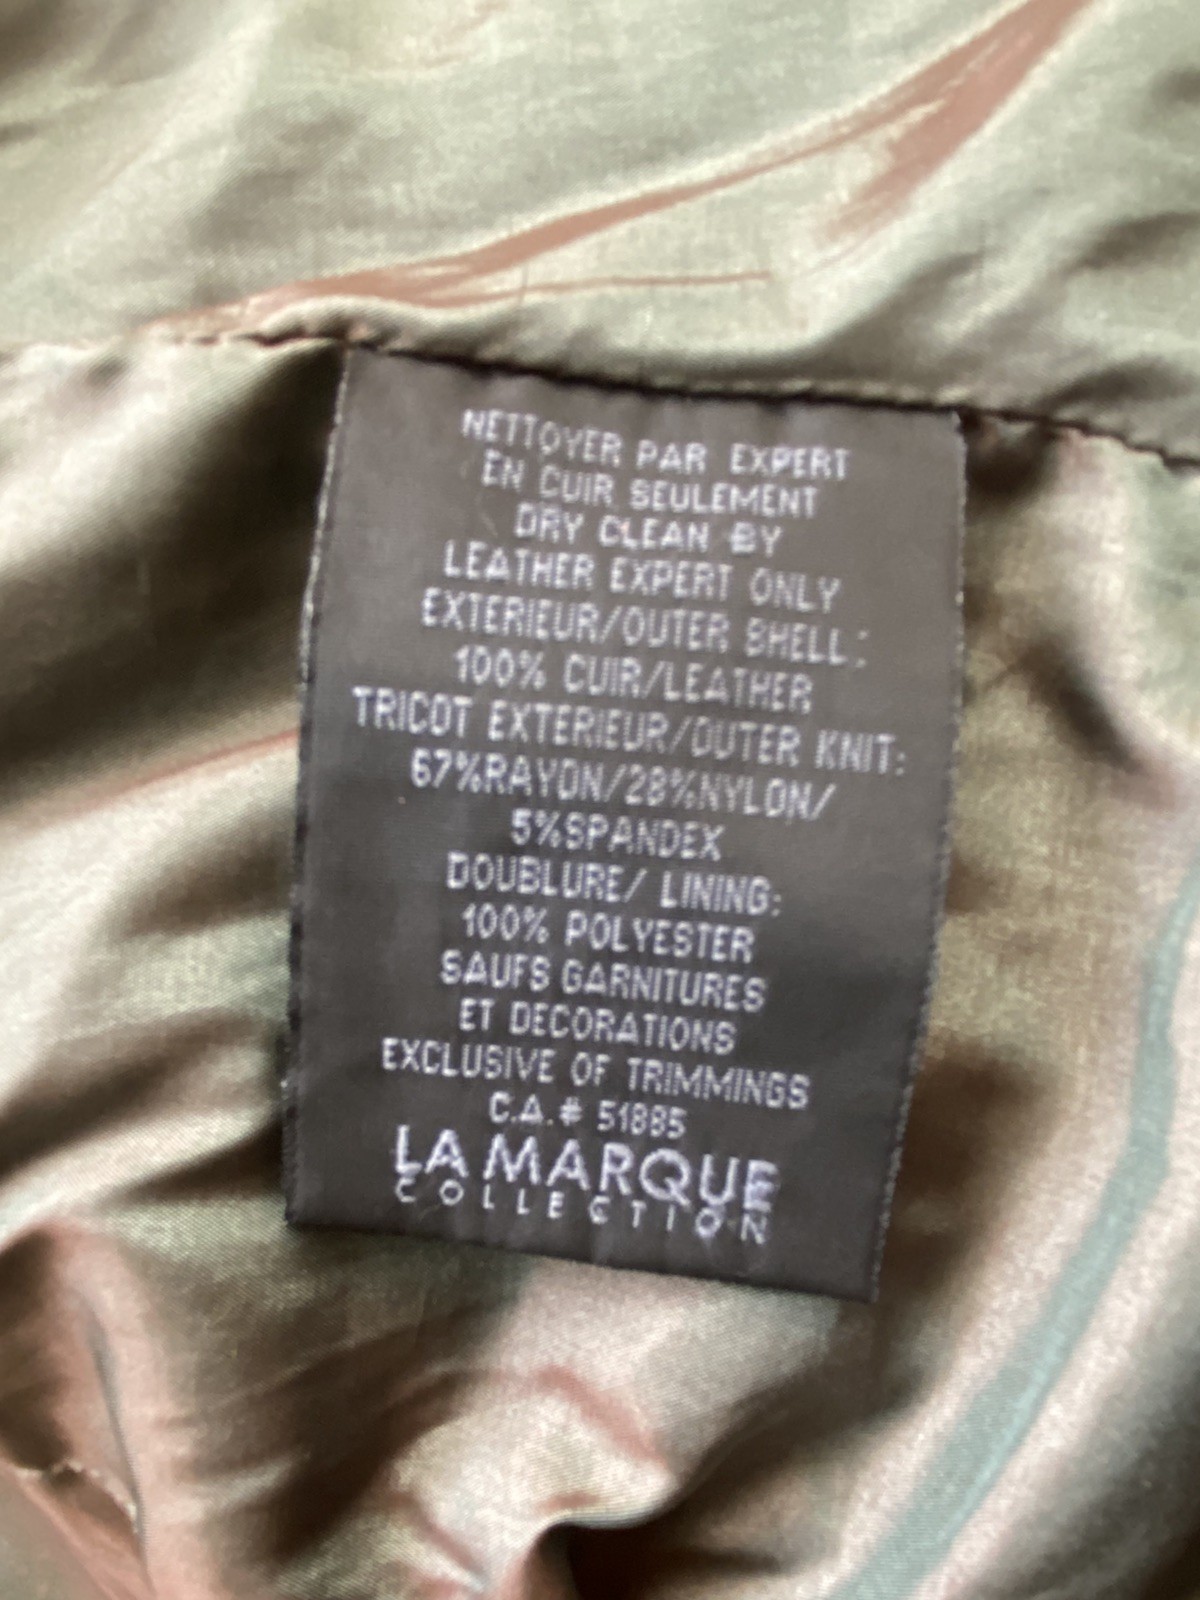 NETTOYER PAR EXPERT
EN CUIR SEULEMENT
DRY CLEAN BY
LEATHER EXPERT ONLY
EXTERIEUR/OUTER SHELL:
100% CUIR/LEATHER
TRICOT EXTERIEUR/OUTER KNIT:
67%RAYON/28%NYLON/
5%SPANDEX
DOUBLURE/ LINING:
100% POLYESTER
SAUFS GARNITURES
ET DECORATIONS
EXCLUSIVE OF TRIMMINGS
C.A.# 51885
LA MARQUE
COLLECTION